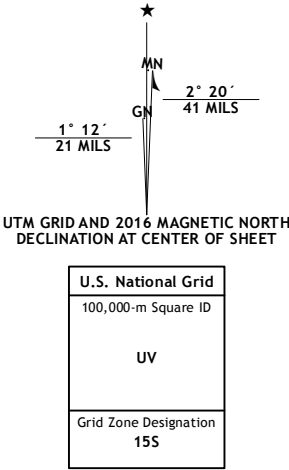 ★
MN
GN
2° 20´
41 MILS
1° 12´
21 MILS
UTM GRID AND 2016 MAGNETIC NORTH
DECLINATION AT CENTER OF SHEET
U.S. National Grid
100,000-m Square ID
UV
Grid Zone Designation
15S